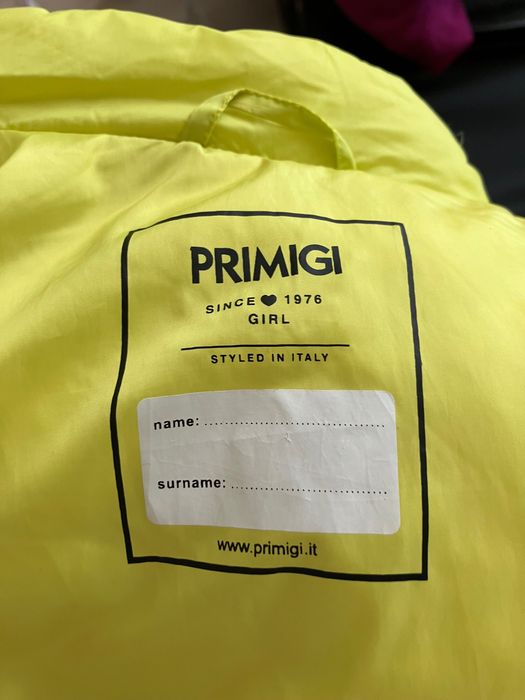 PRIMIGI
SINCE ♥ 1976
GIRL
STYLED IN ITALY
name: ..................................
surname: ..............................
www.primigi.it